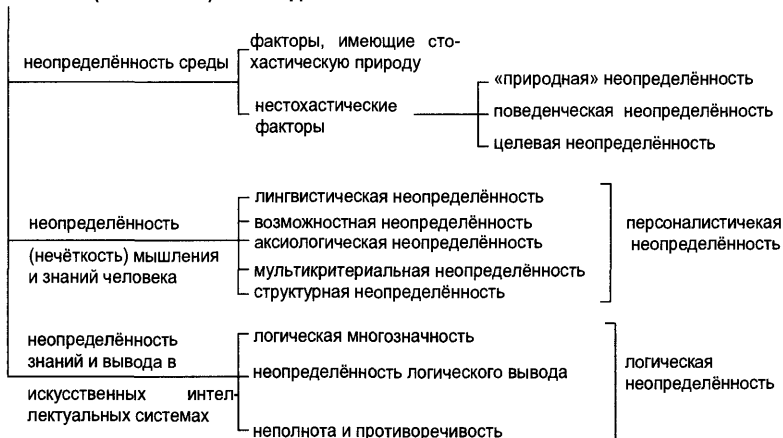 неопределённость среды
факторы, имеющие сто-
хастическую природу
нестохастические
факторы
«природная» неопределённость
поведенческая неопределённость
целевая неопределённость
неопределённость
(нечёткость) мышления
и знаний человека
лингвистическая неопределённость
возможностная неопределённость
аксиологическая неопределённость
мультикритериальная неопределённость
структурная неопределённость
персоналистичекая
неопределённость
неопределённость
знаний и вывода в
искусственных интел-
лектуальных системах
логическая многозначность
неопределённость логического вывода
неполнота и противоречивость
логическая
неопределённость